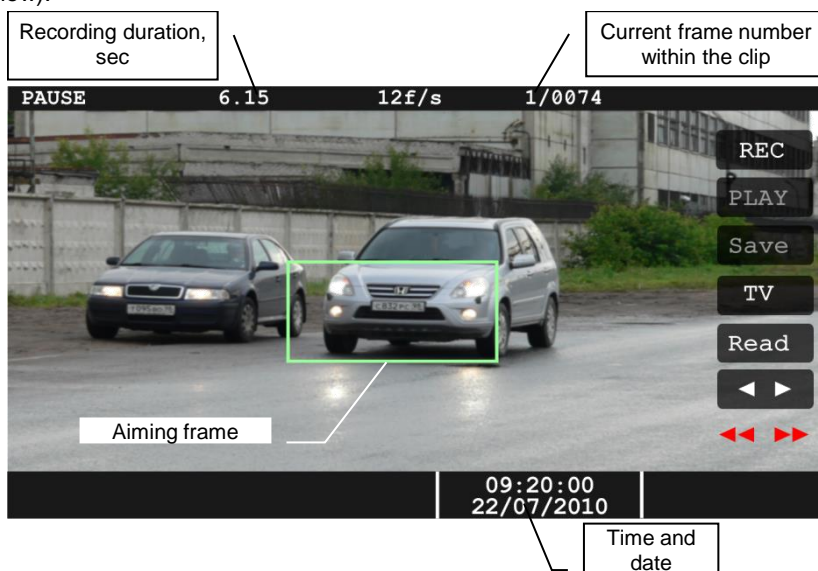 Recording duration,
sec
Current frame number
within the clip
PAUSE 6.15 12f/s 1/0074
REC
PLAY
Save
TV
Read
Aiming frame
09:20:00
22/07/2010
Time and
date